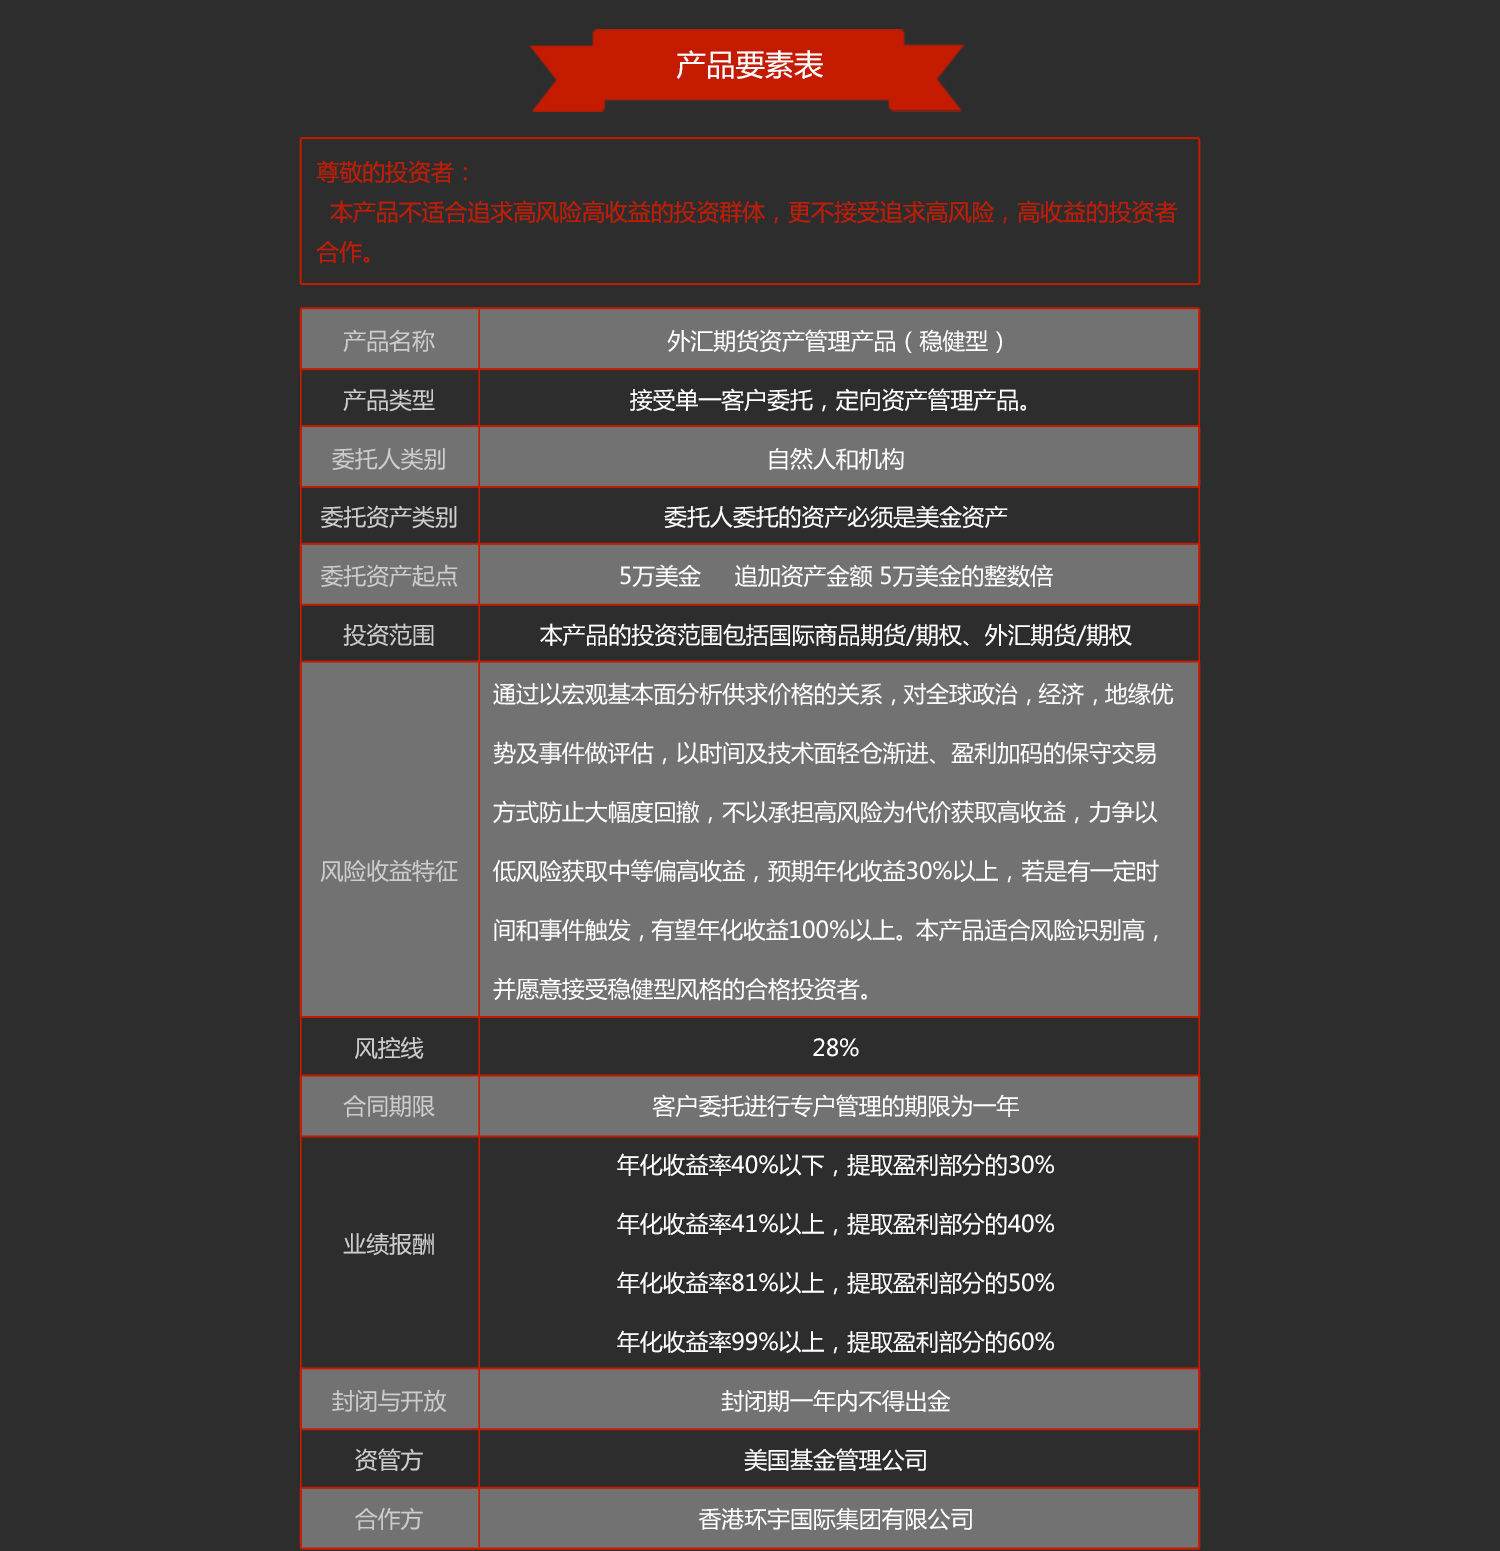 产品要素表
尊敬的投资者：
本产品不适合追求高风险高收益的投资群体，更不接受追求高风险，高收益的投资者
合作。
产品名称
外汇期货资产管理产品（稳健型）
产品类型
接受单一客户委托，定向资产管理产品。
委托人类别
自然人和机构
委托资产类别
委托人委托的资产必须是美金资产
委托资产起点
5万美金 追加资产金额 5万美金的整数倍
投资范围
本产品的投资范围包括国际商品期货/期权、外汇期货/期权
风险收益特征
通过以宏观基本面分析供求价格的关系，对全球政治，经济，地缘优
势及事件做评估，以时间及技术面轻仓渐进、盈利加码的保守交易
方式防止大幅度回撤，不以承担高风险为代价获取高收益，力争以
低风险获取中等偏高收益，预期年化收益30%以上，若是有一定时
间和事件触发，有望年化收益100%以上。本产品适合风险识别高，
并愿意接受稳健型风格的合格投资者。
风控线
28%
合同期限
客户委托进行专户管理的期限为一年
业绩报酬
年化收益率40%以下，提取盈利部分的30%
年化收益率41%以上，提取盈利部分的40%
年化收益率81%以上，提取盈利部分的50%
年化收益率99%以上，提取盈利部分的60%
封闭与开放
封闭期一年内不得出金
资管方
美国基金管理公司
合作方
香港环宇国际集团有限公司